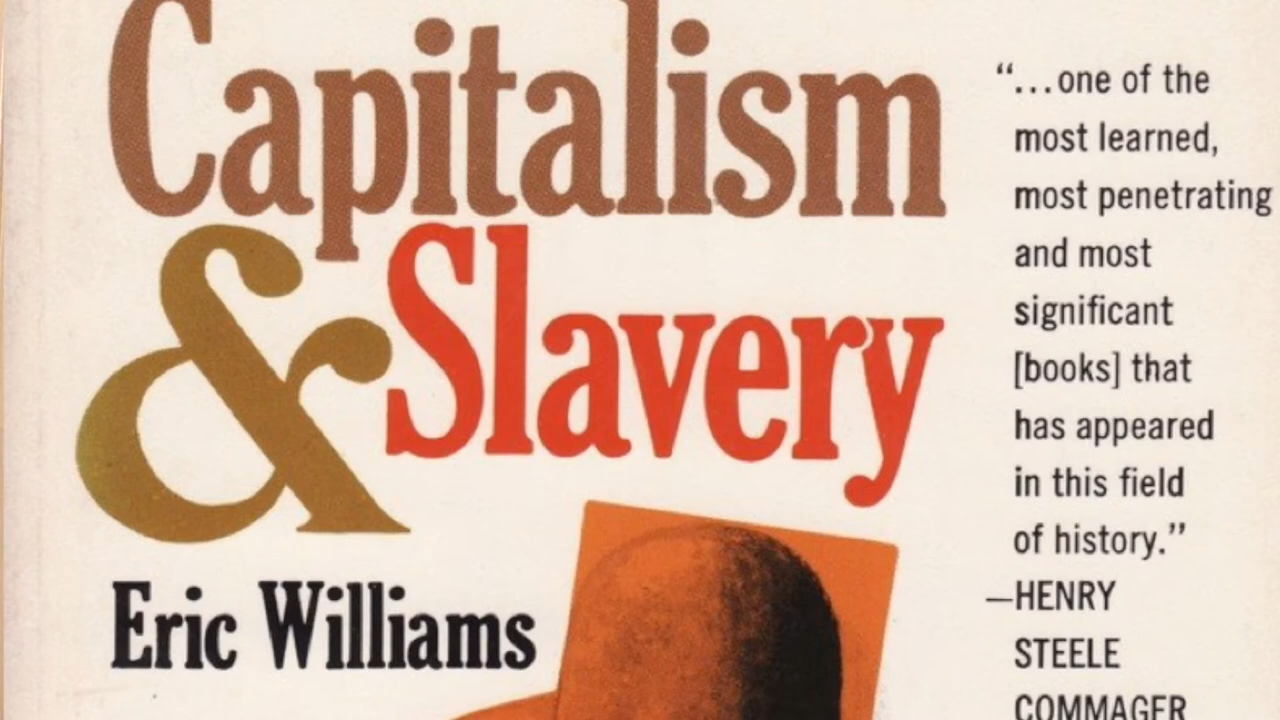 Capitalism
& Slavery
Eric Williams
“...one of the
most learned,
most penetrating
and most
significant
[books] that
has appeared
in this field
of history.”
—HENRY
STEELE
COMMAGER